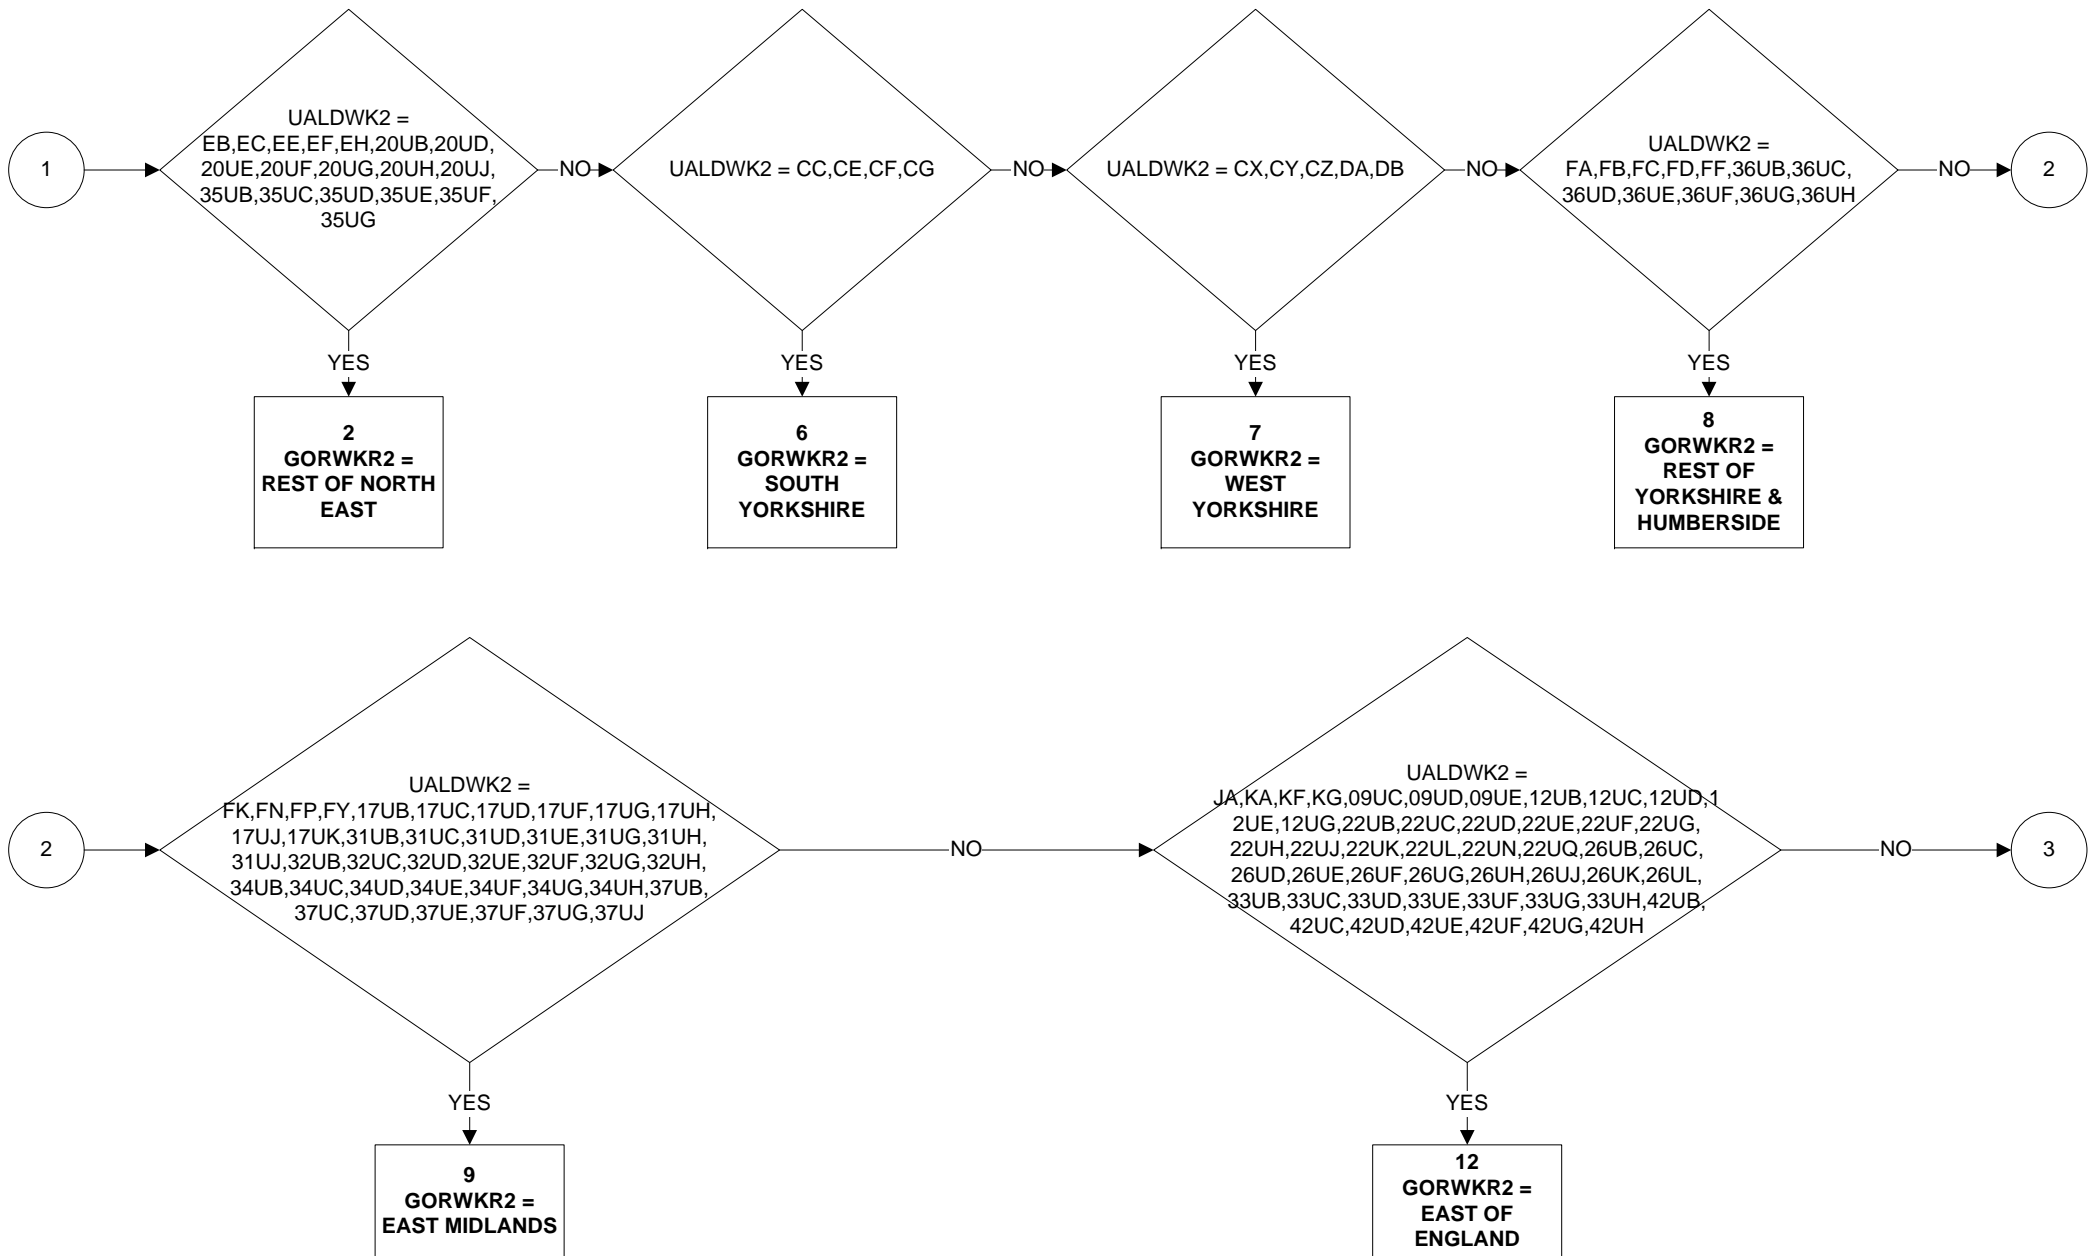 1
UALDWK2 =
EB,EC,EE,EF,EH,20UB,20UD,
20UE,20UF,20UG,20UH,20UJ,
35UB,35UC,35UD,35UE,35UF,
35UG
NO
UALDWK2 = CC,CE,CF,CG
NO
UALDWK2 = CX,CY,CZ,DA,DB
NO
UALDWK2 =
FA,FB,FC,FD,FF,36UB,36UC,
36UD,36UE,36UF,36UG,36UH
NO
2
YES
YES
YES
YES
2
GORWKR2 =
REST OF NORTH
EAST
6
GORWKR2 =
SOUTH
YORKSHIRE
7
GORWKR2 =
WEST
YORKSHIRE
8
GORWKR2 =
REST OF
YORKSHIRE &
HUMBERSIDE
2
UALDWK2 =
FK,FN,FP,FY,17UB,17UC,17UD,17UF,17UG,17UH,
17UJ,17UK,31UB,31UC,31UD,31UE,31UG,31UH,
31UJ,32UB,32UC,32UD,32UE,32UF,32UG,32UH,
34UB,34UC,34UD,34UE,34UF,34UG,34UH,37UB,
37UC,37UD,37UE,37UF,37UG,37UJ
NO
UALDWK2 =
JA,KA,KF,KG,09UC,09UD,09UE,12UB,12UC,12UD,1
2UE,12UG,22UB,22UC,22UD,22UE,22UF,22UG,
22UH,22UJ,22UK,22UL,22UN,22UQ,26UB,26UC,
26UD,26UE,26UF,26UG,26UH,26UJ,26UK,26UL,
33UB,33UC,33UD,33UE,33UF,33UG,33UH,42UB,
42UC,42UD,42UE,42UF,42UG,42UH
NO
3
YES
YES
9
GORWKR2 =
EAST MIDLANDS
12
GORWKR2 =
EAST OF
ENGLAND